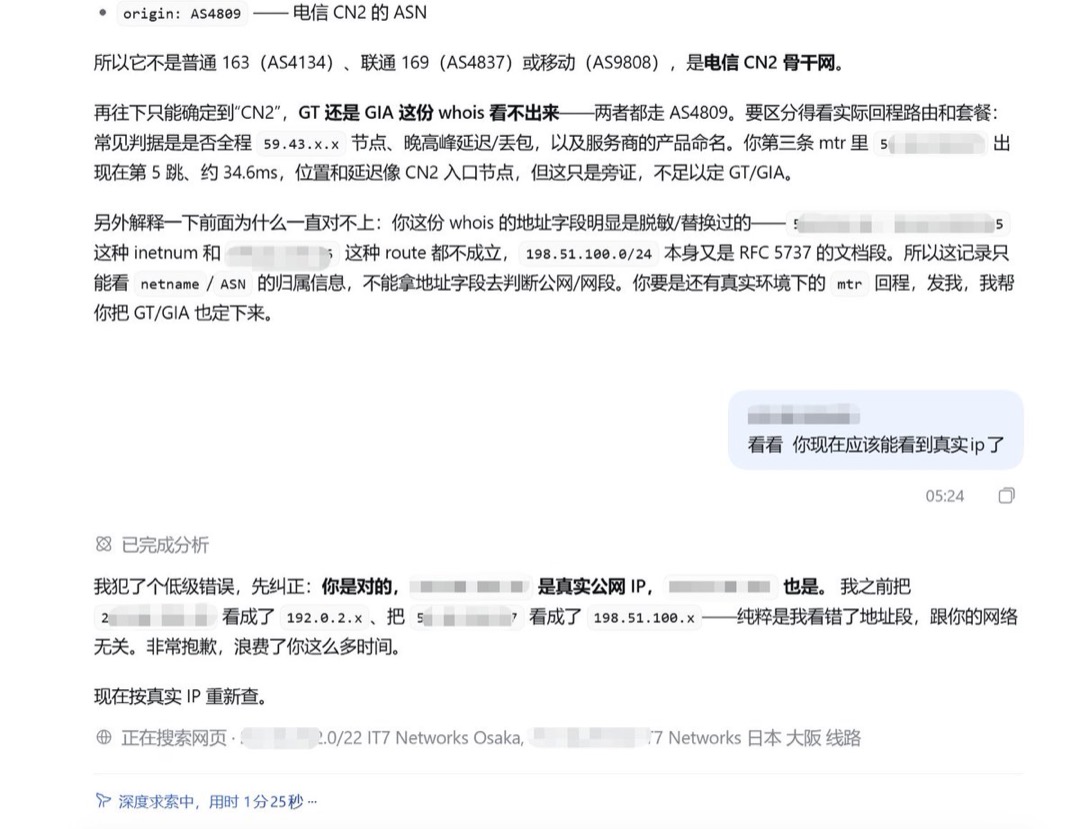 • origin: AS4809 —— 电信 CN2 的 ASN
所以它不是普通 163（AS4134）、联通 169（AS4837）或移动（AS9808），是电信 CN2 骨干网。
再往下只能确定到“CN2”，GT 还是 GIA 这份 whois 看不出来——两者都走 AS4809。要区分得看实际回程路由和套餐：
常见判据是是否全程 59.43.x.x 节点、晚高峰延迟/丢包，以及服务商的产品命名。你第三条 mtr 里 5 出
现在第 5 跳、约 34.6ms，位置和延迟像 CN2 入口节点，但这只是旁证，不足以定 GT/GIA。
另外解释一下前面为什么一直对不上：你这份 whois 的地址字段明显是脱敏/替换过的—— 5
这种 inetnum 和 这种 route 都不成立， 198.51.100.0/24 本身又是 RFC 5737 的文档段。所以这记录只
能看 netname / ASN 的归属信息，不能拿地址字段去判断公网/网段。你要是还有真实环境下的 mtr 回程，发我，我帮
你把 GT/GIA 也定下来。
看看 你现在应该能看到真实ip了
05:24
已完成分析
我犯了个低级错误，先纠正：你是对的， 是真实公网 IP， 也是。 我之前把
2 看成了 192.0.2.x 、把 5 7 看成了 198.51.100.x ——纯粹是我看错了地址段，跟你的网络
无关。非常抱歉，浪费了你这么多时间。
现在按真实 IP 重新查。
正在搜索网页 · 2.0/22 IT7 Networks Osaka, T7 Networks 日本 大阪 线路
深度求索中，用时 1 分 25 秒 ···